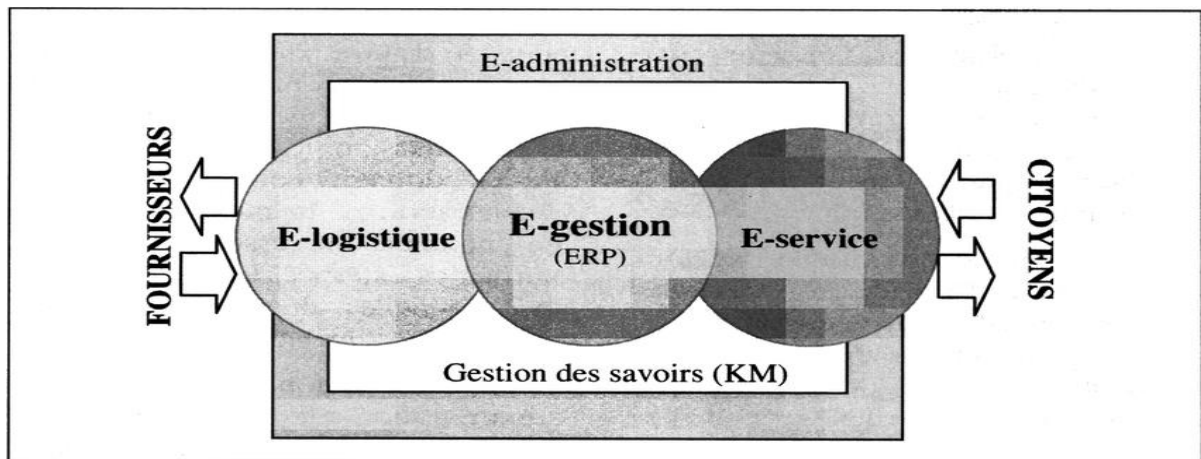 E-administration
FOURNISSEURS
E-logistique
E-gestion
(ERP)
E-service
CITOYENS
Gestion des savoirs (KM)